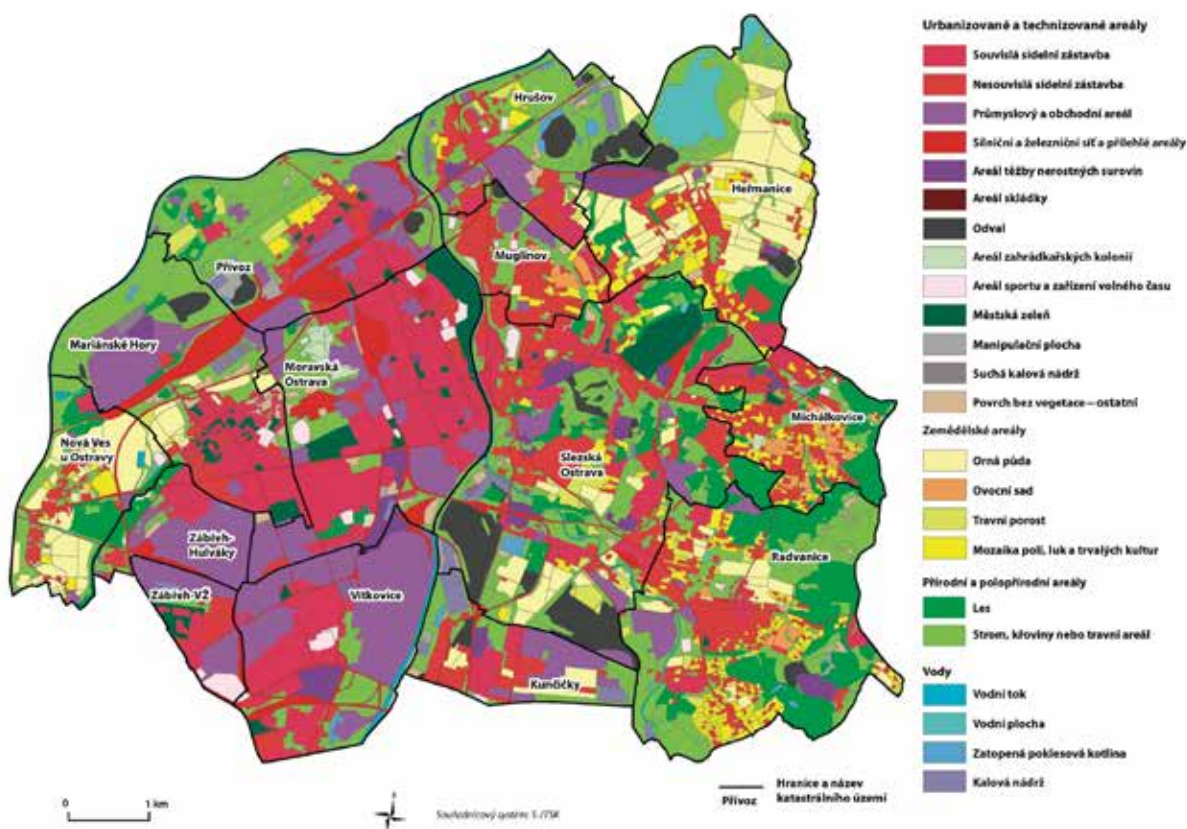 Hrušov
Heřmanice
Muglinov
Přívoz
Mariánské Hory
Moravská
Ostrava
Michálkovice
Nová Ves
u Ostravy
Slezská
Ostrava
Zábřeh-
Hulváky
Radvanice
Zábřeh-VŽ
Vítkovice
Kunčičky
Urbanizované a technizované areály
Souvislá sídelní zástavba
Nesouvislá sídelní zástavba
Průmyslový a obchodní areál
Silniční a železniční síť a přilehlé areály
Areál těžby nerostných surovin
Areál skládky
Odval
Areál zahrádkařských kolonií
Areál sportu a zařízení volného času
Městská zeleň
Manipulační plocha
Suchá kalová nádrž
Povrch bez vegetace – ostatní
Zemědělské areály
Orná půda
Ovocní sad
Travní porost
Mozaika polí, luk a trvalých kultur
Přírodní a polopřírodní areály
Les
Strom, křoviny nebo travní areál
Vody
Vodní tok
Vodní plocha
Zatopená poklesová kotlina
Kalová nádrž
0 1 km
Souřadnicový systém: S-JTSK
Hranice a název
Přívoz katastrálního území